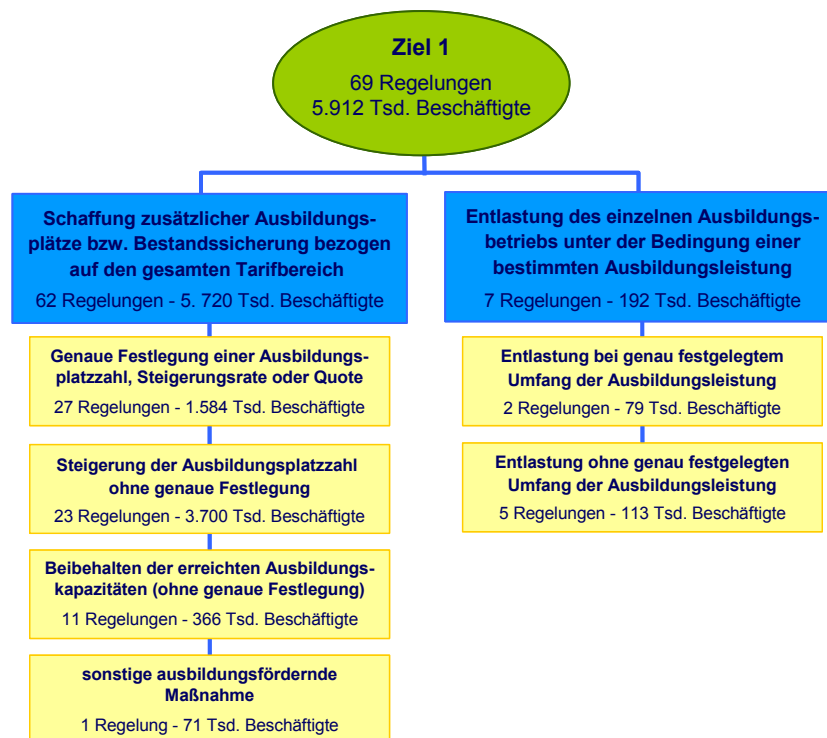 Ziel 1
69 Regelungen
5.912 Tsd. Beschäftigte
Schaffung zusätzlicher Ausbildungs-
plätze bzw. Bestandssicherung bezogen
auf den gesamten Tarifbereich
62 Regelungen - 5. 720 Tsd. Beschäftigte
Genaue Festlegung einer Ausbildungs-
platzzahl, Steigerungsrate oder Quote
27 Regelungen - 1.584 Tsd. Beschäftigte
Steigerung der Ausbildungsplatzzahl
ohne genaue Festlegung
23 Regelungen - 3.700 Tsd. Beschäftigte
Beibehalten der erreichten Ausbildungs-
kapazitäten (ohne genaue Festlegung)
11 Regelungen - 366 Tsd. Beschäftigte
sonstige ausbildungsfördernde
Maßnahme
1 Regelung - 71 Tsd. Beschäftigte
Entlastung des einzelnen Ausbildungs-
betriebs unter der Bedingung einer
bestimmten Ausbildungsleistung
7 Regelungen - 192 Tsd. Beschäftigte
Entlastung bei genau festgelegtem
Umfang der Ausbildungsleistung
2 Regelungen - 79 Tsd. Beschäftigte
Entlastung ohne genau festgelegten
Umfang der Ausbildungsleistung
5 Regelungen - 113 Tsd. Beschäftigte